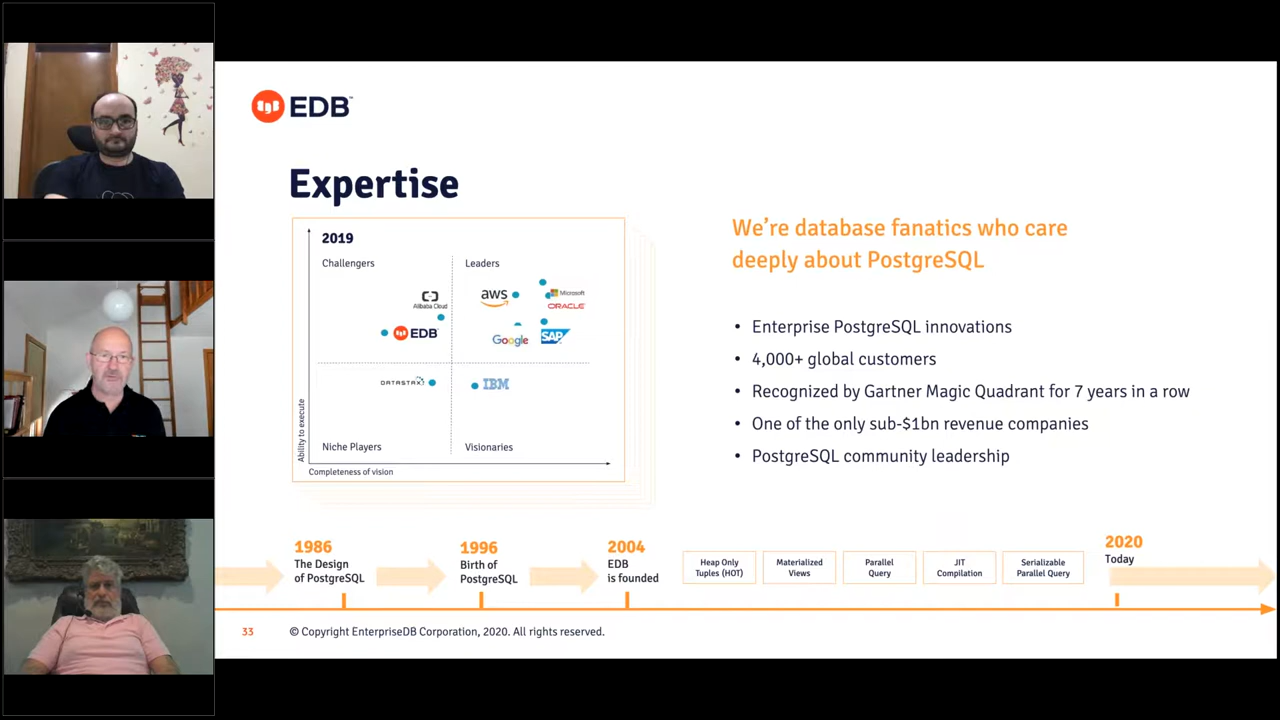 EDB™
Expertise
2019
Challengers
Leaders
Alibaba Cloud
aws
Microsoft
ORACLE
EDB
Google
SAP
DATASTAX
IBM
Niche Players
Visionaries
Ability to execute
Completeness of vision
We're database fanatics who care
deeply about PostgreSQL
• Enterprise PostgreSQL innovations
• 4,000+ global customers
• Recognized by Gartner Magic Quadrant for 7 years in a row
• One of the only sub-$1bn revenue companies
• PostgreSQL community leadership
1986
The Design
of PostgreSQL
1996
Birth of
PostgreSQL
2004
EDB
is founded
Heap Only
Tuples (HOT)
Materialized
Views
Parallel
Query
JIT
Compilation
Serializable
Parallel Query
2020
Today
33
© Copyright EnterpriseDB Corporation, 2020. All rights reserved.